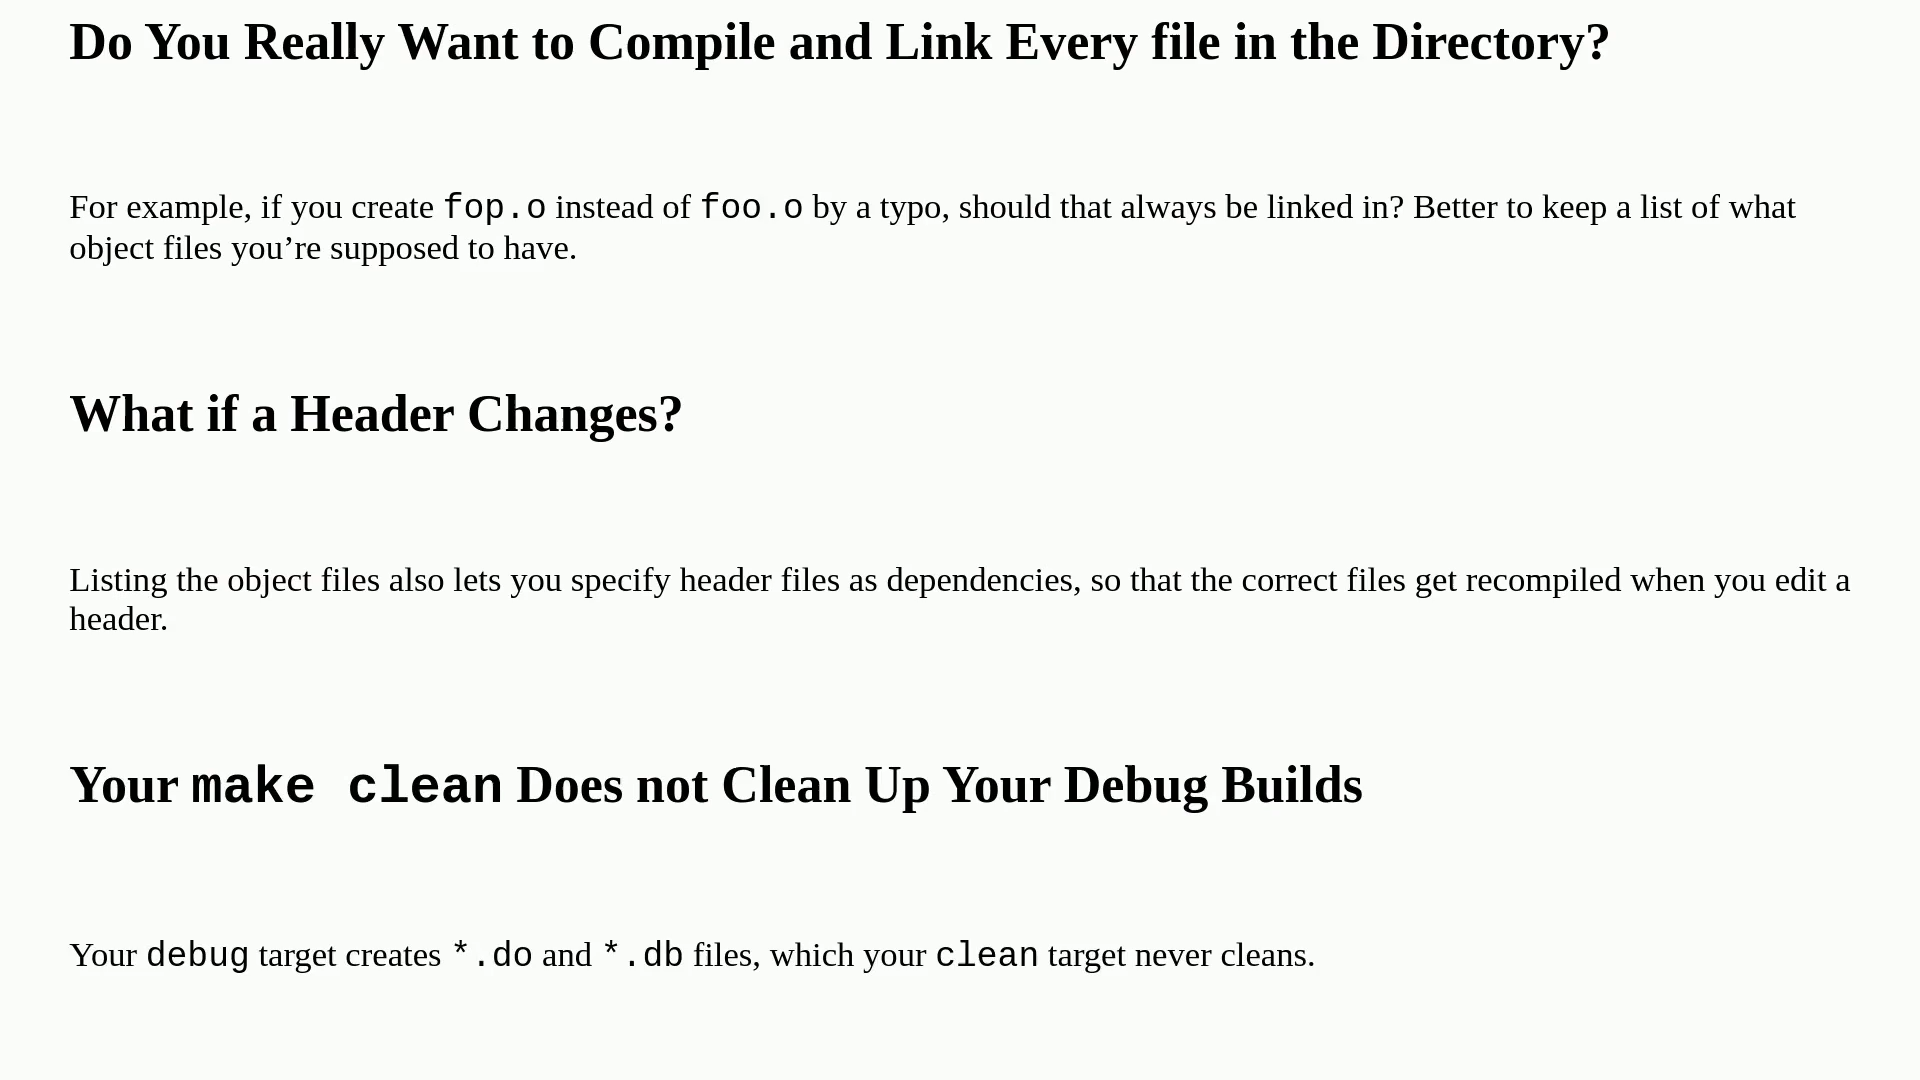 Do You Really Want to Compile and Link Every file in the Directory?
For example, if you create fop.o instead of foo.o by a typo, should that always be linked in? Better to keep a list of what
object files you’re supposed to have.
What if a Header Changes?
Listing the object files also lets you specify header files as dependencies, so that the correct files get recompiled when you edit a
header.
Your make clean Does not Clean Up Your Debug Builds
Your debug target creates *.do and *.db files, which your clean target never cleans.